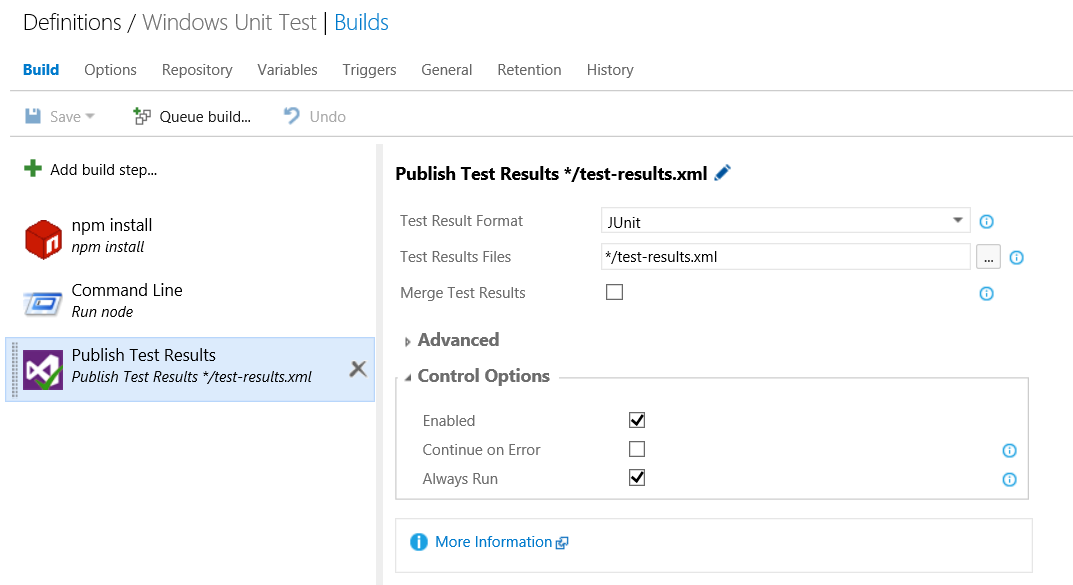 Definitions / Windows Unit Test | Builds
Build Options Repository Variables Triggers General Retention History
Save Queue build... Undo
Add build step...
npm install
npm install
Command Line
Run node
Publish Test Results
Publish Test Results */test-results.xml
Publish Test Results */test-results.xml
Test Result Format JUnit
Test Results Files */test-results.xml ...
Merge Test Results
Advanced
Control Options
Enabled
Continue on Error
Always Run
More Information